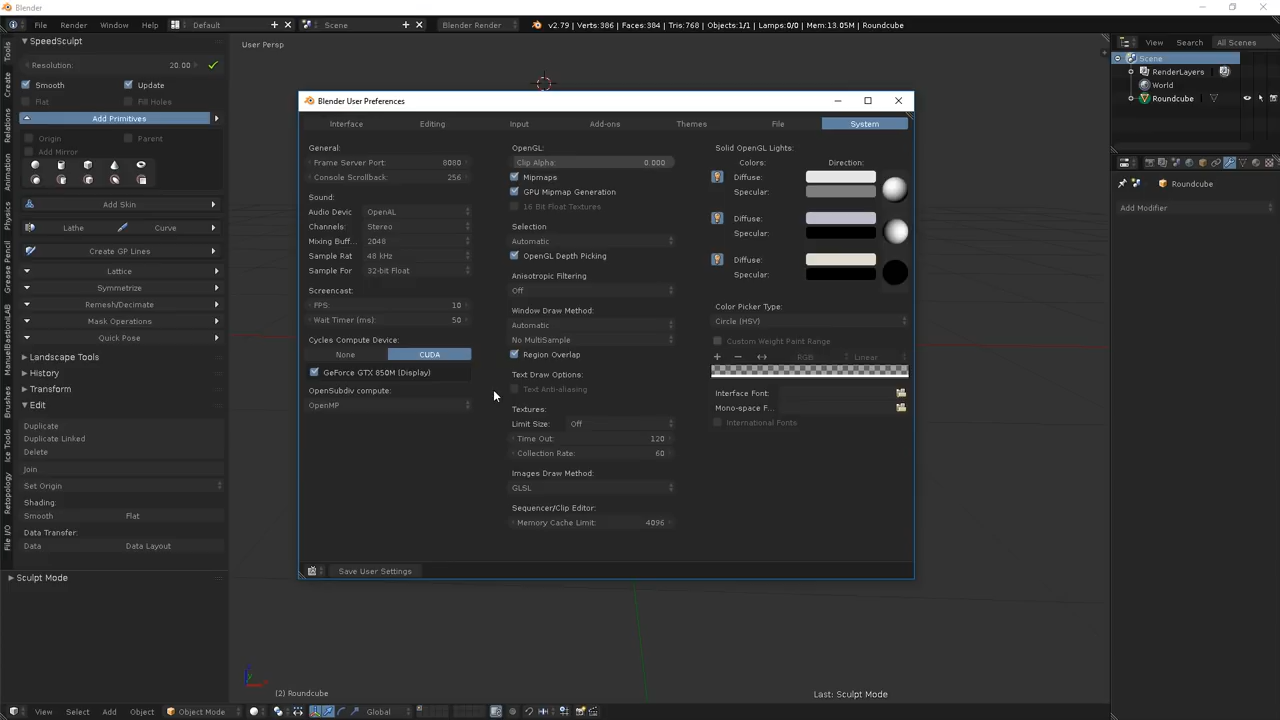 Blender
File Render Window Help Default Scene Blender Render v2.79 | Verts:386 | Faces:384 | Tris:768 | Objects:1/1 | Lamps:0/0 | Mem:13.05M | Roundcube
SpeedSculpt
Resolution: 20.00
Smooth Update
Flat Fill Holes
Add Primitives
Origin Parent
Add Mirror
Add Skin
Lathe Curve
Create GP Lines
Lattice
Symmetrize
Remesh/Decimate
Mask Operations
Quick Pose
Landscape Tools
History
Transform
Edit
Duplicate
Duplicate Linked
Delete
Join
Set Origin
Shading:
Smooth Flat
Data Transfer:
Data Data Layout
Sculpt Mode
Tools
Create
Relations
Physics
Grease Pencil
ManuelBastioniLAB
Brushes
Ice Tools
Retopology
File I/O
User Persp
Blender User Preferences
Interface Editing Input Add-ons Themes File System
General:
Frame Server Port: 8080
Console Scrollback: 256
Sound:
Audio Devic OpenAL
Channels: Stereo
Mixing Buff... 2048
Sample Rat 48 kHz
Sample For 32-bit Float
Screencast:
FPS: 10
Wait Timer (ms): 50
Cycles Compute Device:
None CUDA
GeForce GTX 850M (Display)
OpenSubdiv compute:
OpenMP
OpenGL:
Clip Alpha: 0.000
Mipmaps
GPU Mipmap Generation
16 Bit Float Textures
Selection
Automatic
OpenGL Depth Picking
Anisotropic Filtering
Off
Window Draw Method:
Automatic
No MultiSample
Region Overlap
Text Draw Options:
Text Anti-aliasing
Textures:
Limit Size: Off
Time Out: 120
Collection Rate: 60
Images Draw Method:
GLSL
Sequencer/Clip Editor:
Memory Cache Limit: 4096
Solid OpenGL Lights:
Colors: Direction:
Diffuse:
Specular:
Diffuse:
Specular:
Diffuse:
Specular:
Color Picker Type:
Circle (HSV)
Custom Weight Paint Range
RGB Linear
Interface Font:
Mono-space F...
International Fonts
Save User Settings
View Search All Scenes
Scene
RenderLayers
World
Roundcube
Roundcube
Add Modifier
(2) Roundcube
Last: Sculpt Mode
View Select Add Object Object Mode Global